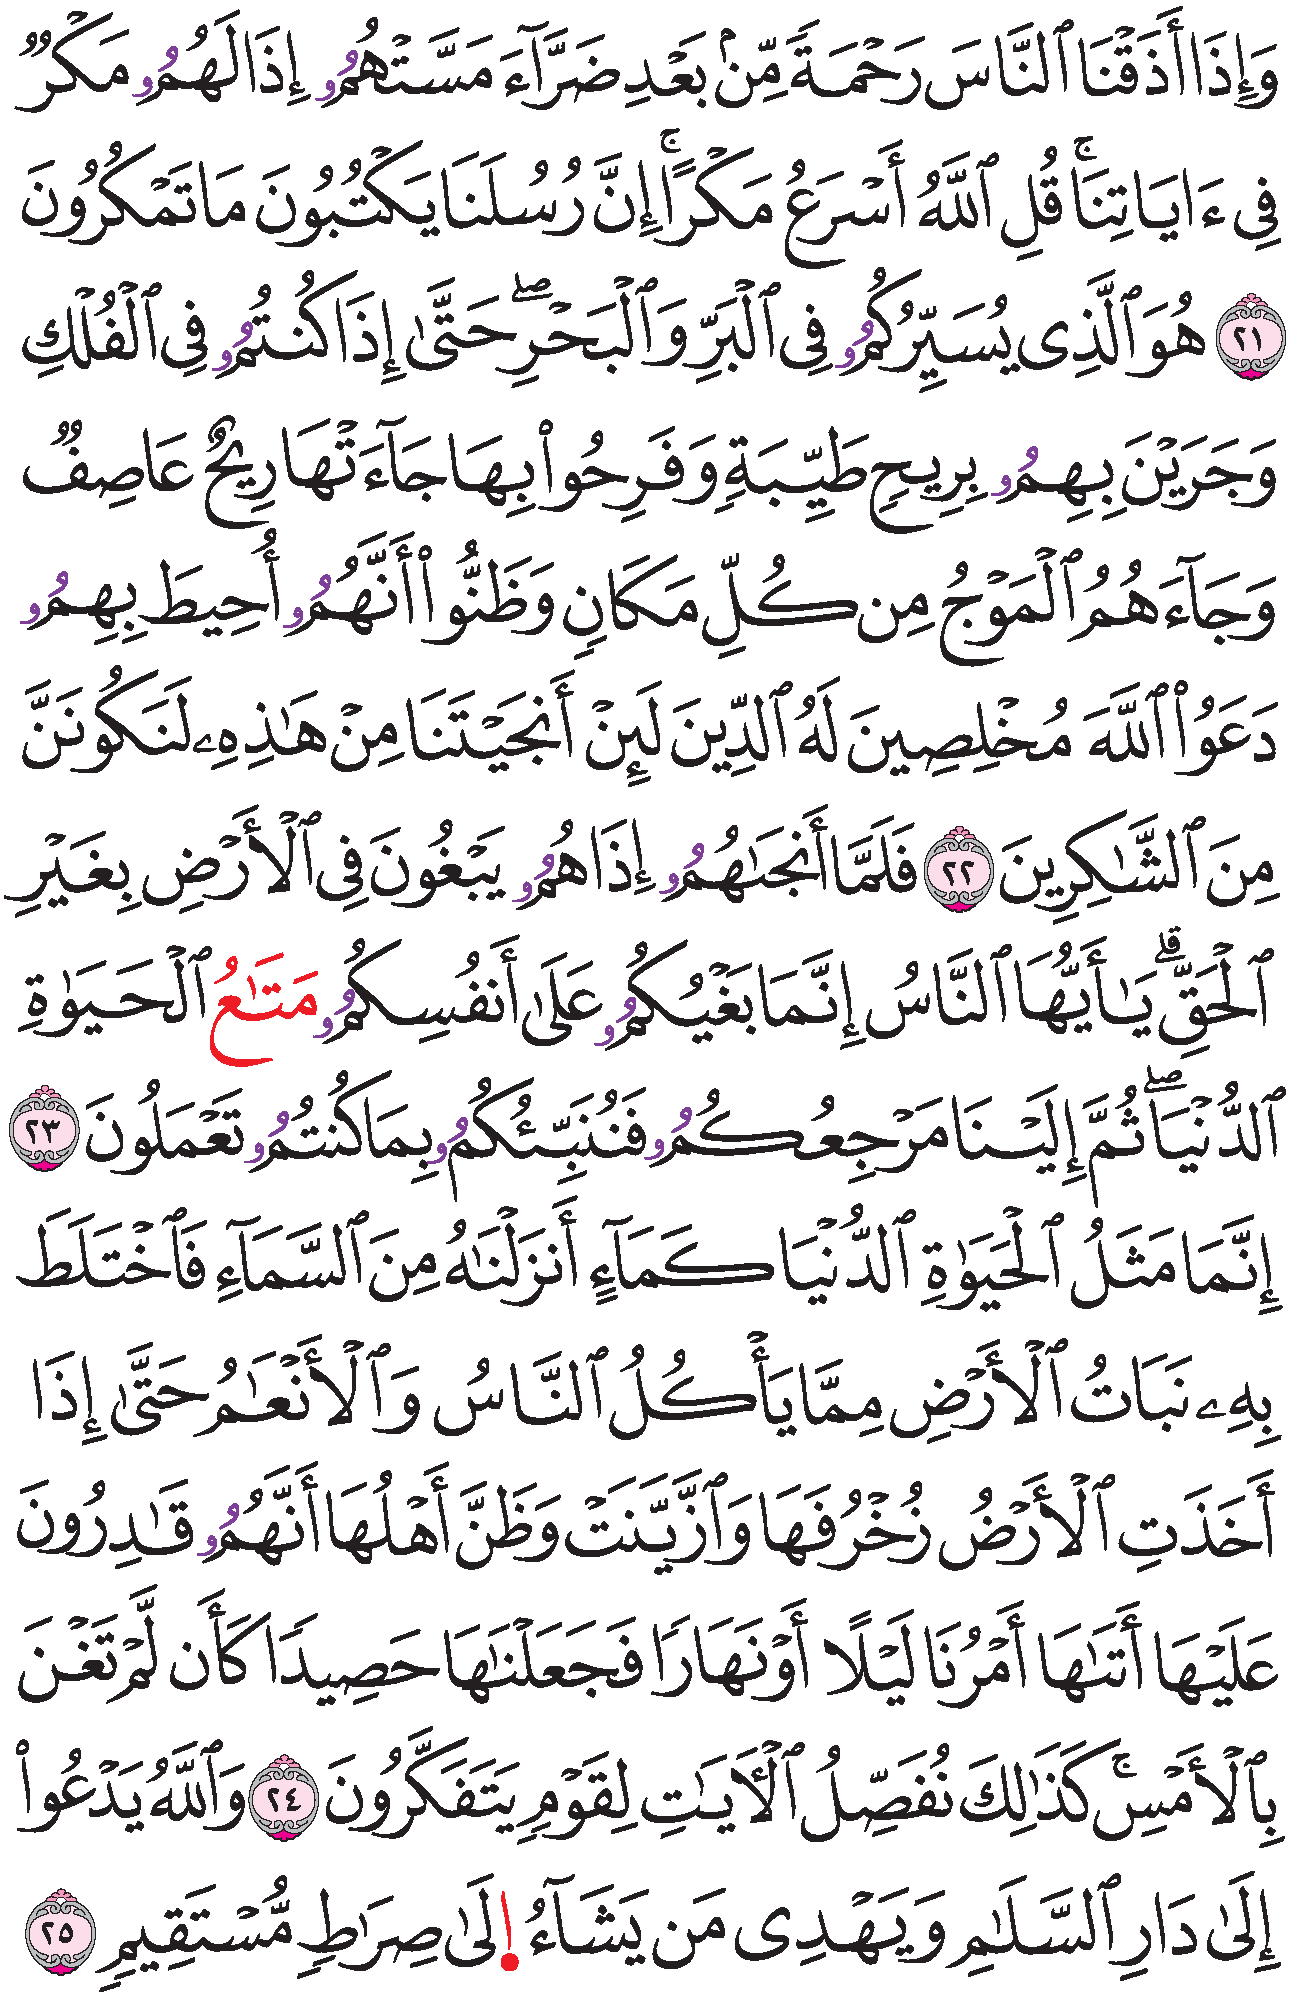 وَإِذَا أَذَقْنَا ٱلنَّاسَ رَحْمَةً مِّنۢ بَعْدِ ضَرَّآءَ مَسَّتْهُمُۥ إِذَا لَهُمُۥ مَكْرٌ
فِىٓ ءَايَاتِنَاۚ قُلِ ٱللَّهُ أَسْرَعُ مَكْرًاۚ إِنَّ رُسُلَنَا يَكْتُبُونَ مَا تَمْكُرُونَ
٢١ هُوَ ٱلَّذِى يُسَيِّرُكُمُۥ فِى ٱلْبَرِّ وَٱلْبَحْرِۖ حَتَّىٰ إِذَا كُنتُمُۥ فِى ٱلْفُلْكِ
وَجَرَيْنَ بِهِمُۥ بِرِيحٍ طَيِّبَةٍ وَفَرِحُوا۟ بِهَا جَآءَتْهَا رِيحٌ عَاصِفٌ
وَجَآءَهُمُ ٱلْمَوْجُ مِن كُلِّ مَكَانٍ وَظَنُّوٓا۟ أَنَّهُمُۥ أُحِيطَ بِهِمُۥ
دَعَوُا۟ ٱللَّهَ مُخْلِصِينَ لَهُ ٱلدِّينَ لَئِنْ أَنجَيْتَنَا مِنْ هَٰذِهِۦ لَنَكُونَنَّ
مِنَ ٱلشَّٰكِرِينَ ٢٢ فَلَمَّا أَنجَىٰهُمُۥ إِذَا هُمُۥ يَبْغُونَ فِى ٱلْأَرْضِ بِغَيْرِ
ٱلْحَقِّۗ يَٰأَيُّهَا ٱلنَّاسُ إِنَّمَا بَغْيُكُمُۥ عَلَىٰ أَنفُسِكُمُۥ مَتَٰعُ ٱلْحَيَوٰةِ
ٱلدُّنْيَاۖ ثُمَّ إِلَيْنَا مَرْجِعُكُمُۥ فَنُنَبِّئُكُمُۥ بِمَا كُنتُمُۥ تَعْمَلُونَ ٢٣
إِنَّمَا مَثَلُ ٱلْحَيَوٰةِ ٱلدُّنْيَا كَمَآءٍ أَنزَلْنَٰهُ مِنَ ٱلسَّمَآءِ فَٱخْتَلَطَ
بِهِۦ نَبَاتُ ٱلْأَرْضِ مِمَّا يَأْكُلُ ٱلنَّاسُ وَٱلْأَنْعَٰمُ حَتَّىٰ إِذَا
أَخَذَتِ ٱلْأَرْضُ زُخْرُفَهَا وَٱزَّيَّنَتْ وَظَنَّ أَهْلُهَا أَنَّهُمُۥ قَٰدِرُونَ
عَلَيْهَا أَتَىٰهَا أَمْرُنَا لَيْلًا أَوْ نَهَارًا فَجَعَلْنَٰهَا حَصِيدًا كَأَن لَّمْ تَغْنَ
بِٱلْأَمْسِۚ كَذَٰلِكَ نُفَصِّلُ ٱلْأٓيَٰتِ لِقَوْمٍ يَتَفَكَّرُونَ ٢٤ وَٱللَّهُ يَدْعُوا۟
إِلَىٰ دَارِ ٱلسَّلَٰمِ وَيَهْدِى مَن يَشَآءُ إِلَىٰ صِرَٰطٍ مُّسْتَقِيمٍ ٢٥